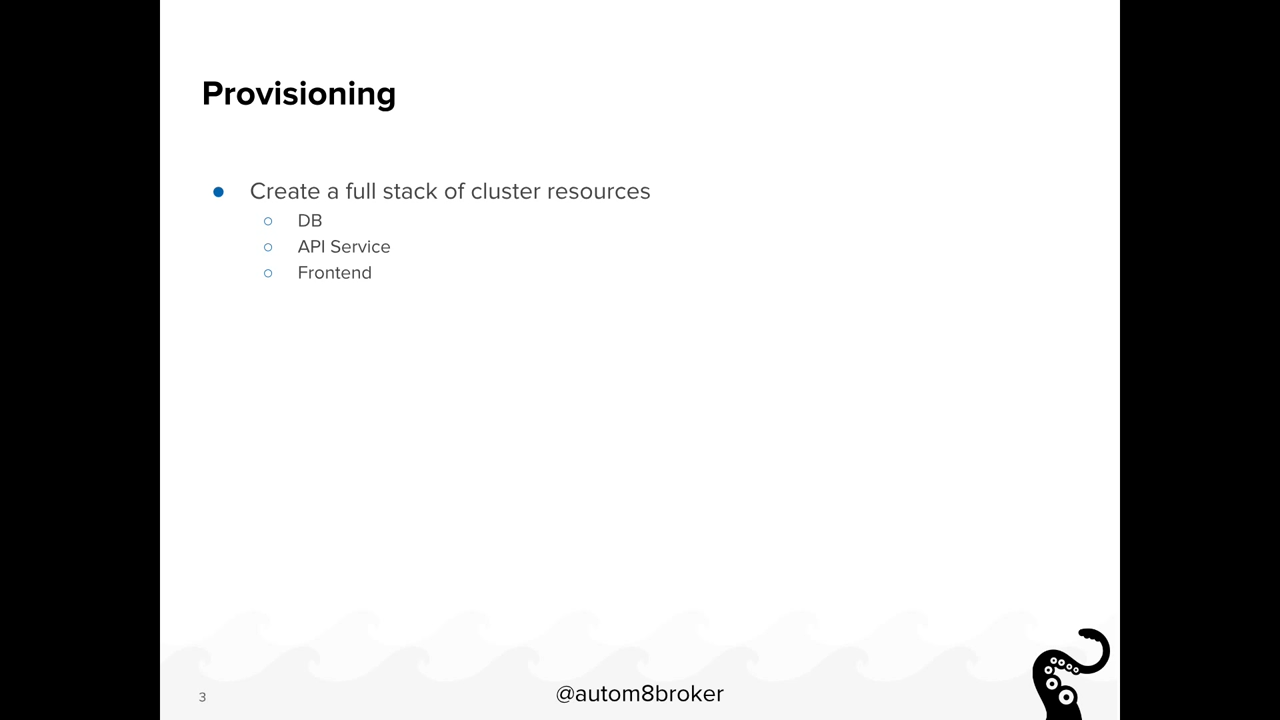 Provisioning
● Create a full stack of cluster resources
○ DB
○ API Service
○ Frontend
3
@autom8broker